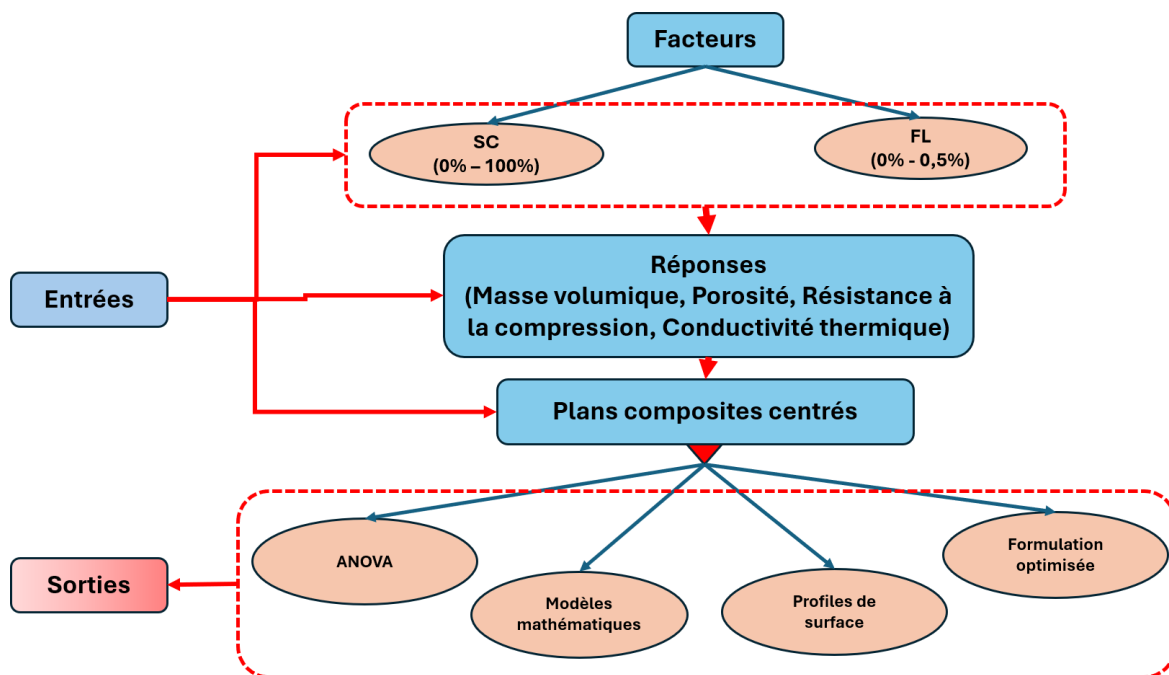 Facteurs
SC
(0% – 100%)
FL
(0% - 0,5%)
Réponses
(Masse volumique, Porosité, Résistance à
la compression, Conductivité thermique)
Entrées
Plans composites centrés
ANOVA
Modèles
mathématiques
Profiles de
surface
Formulation
optimisée
Sorties